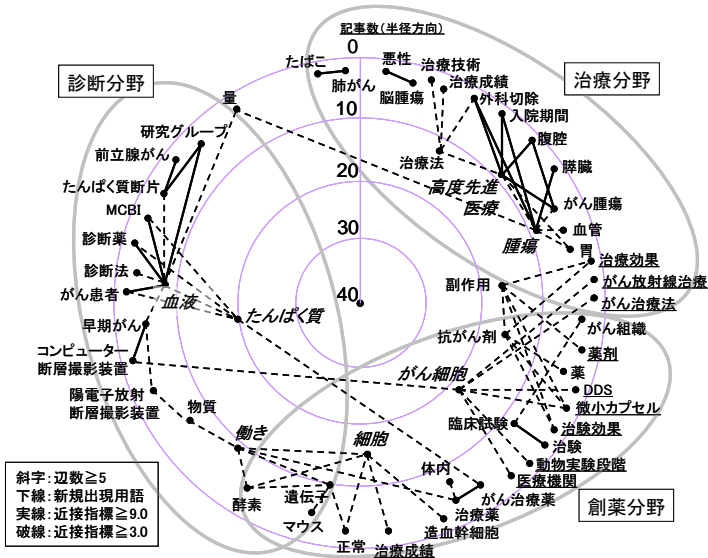 記事数(半径方向)
0
10
20
30
40
診断分野
治療分野
創薬分野
たばこ
肺がん
悪性
脳腫瘍
治療技術
治療成績
外科切除
入院期間
腹腔
膵臓
治療法
高度先進
医療
がん腫瘍
腫瘍
血管
胃
治療効果
がん放射線治療
がん治療法
がん組織
薬剤
薬
DDS
微小カプセル
治験効果
治験
臨床試験
動物実験段階
医療機関
副作用
抗がん剤
がん細胞
量
研究グループ
前立腺がん
たんぱく質断片
MCBI
診断薬
診断法
がん患者
血液
たんぱく質
早期がん
コンピューター
断層撮影装置
陽電子放射
断層撮影装置
物質
働き
細胞
酵素
遺伝子
マウス
正常
治療成績
体内
がん治療薬
治療薬
造血幹細胞
斜字:辺数≧5
下線:新規出現用語
実線:近接指標≧9.0
破線:近接指標≧3.0